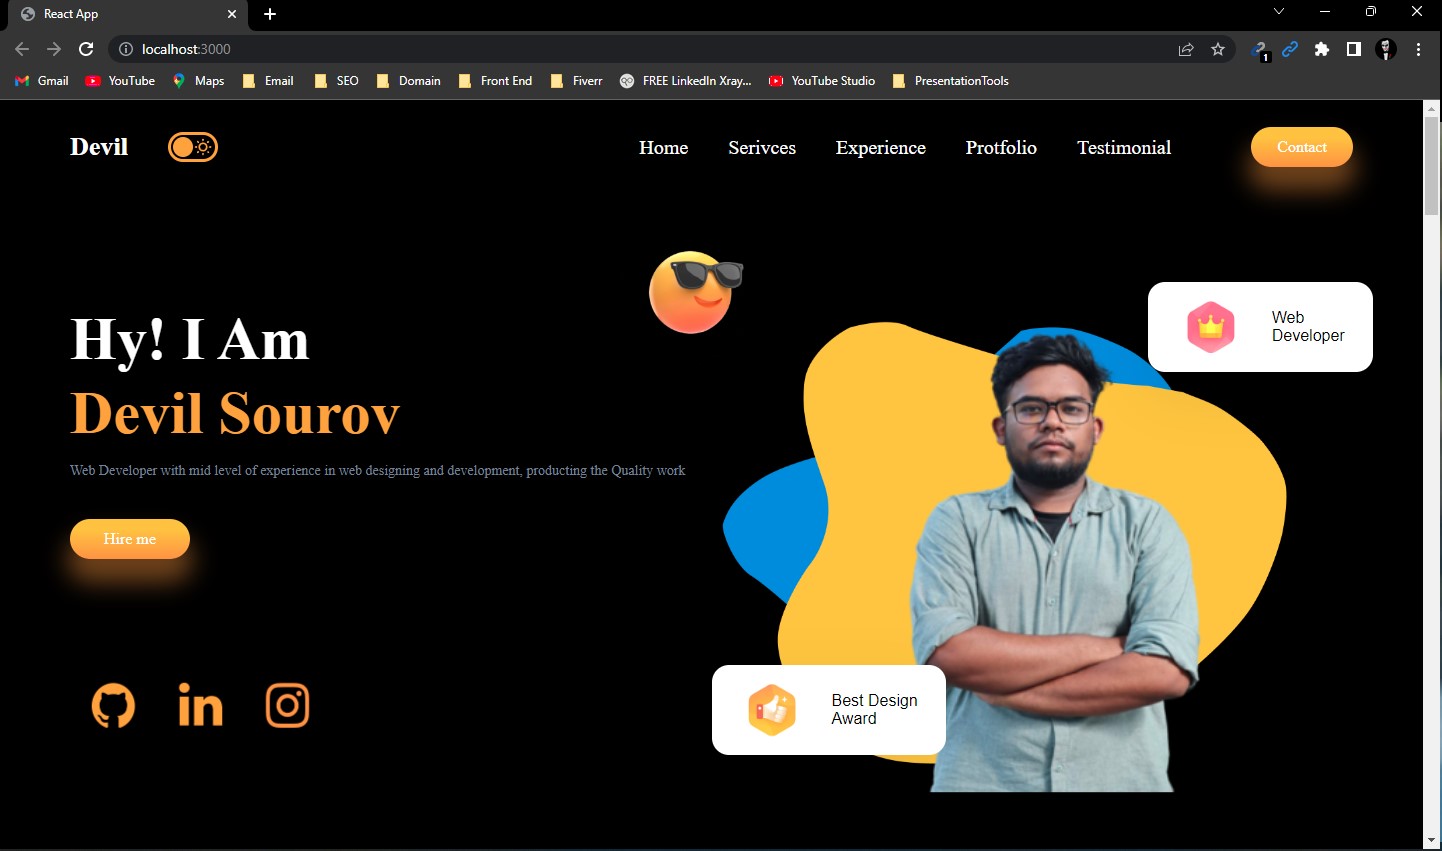 React App
localhost:3000
1
Gmail YouTube Maps Email SEO Domain Front End Fiverr FREE LinkedIn Xray... YouTube Studio PresentationTools
Devil Home Serivces Experience Protfolio Testimonial Contact
Web
Developer
Hy! I Am
Devil Sourov
Web Developer with mid level of experience in web designing and development, producting the Quality work
Hire me
Best Design
Award
in